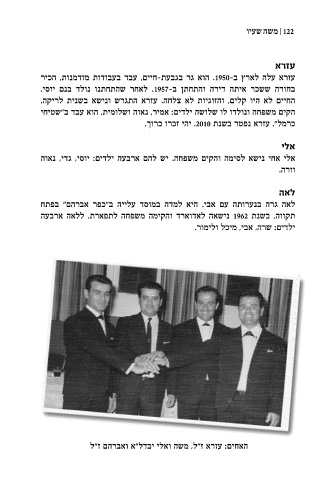 122 | משה שעיו
עזרא
עזרא עלה לארץ ב-1950. הוא גר בגבעת-חיים, עבד בעבודות מזדמנות, הכיר
בחורה ששכר איתה דירה והתחתן ב-1957. לאחר שהתחתנו נולד בנם יוסי.
החיים לא היו קלים, והזוגיות לא צלחה. עזרא התגרש ונישא בשנית לריקה.
הקים משפחה ונולדו לו שלושה ילדים: אמיר, נאוה ושלומית. הוא עבד ב"שטיחי
כרמל". עזרא נפטר בשנת 2010. יהי זכרו ברוך.
אלי
אלי אחי נישא לסימה והקים משפחה. יש להם ארבעה ילדים: יוסי, גדי, נאוה
וורה.
לאה
לאה גרה בנערותה עם אבי. היא למדה במוסד עלייה ב"כפר אברהם" בפתח
תקווה. בשנת 1962 נישאה לאדוארד והקימה משפחה לתפארת. ללאה ארבעה
ילדים: שרה, אבי, מיכל ולימור.
האחים: עזרא ז"ל, משה ואלי יבדל"א ואברהם ז"ל